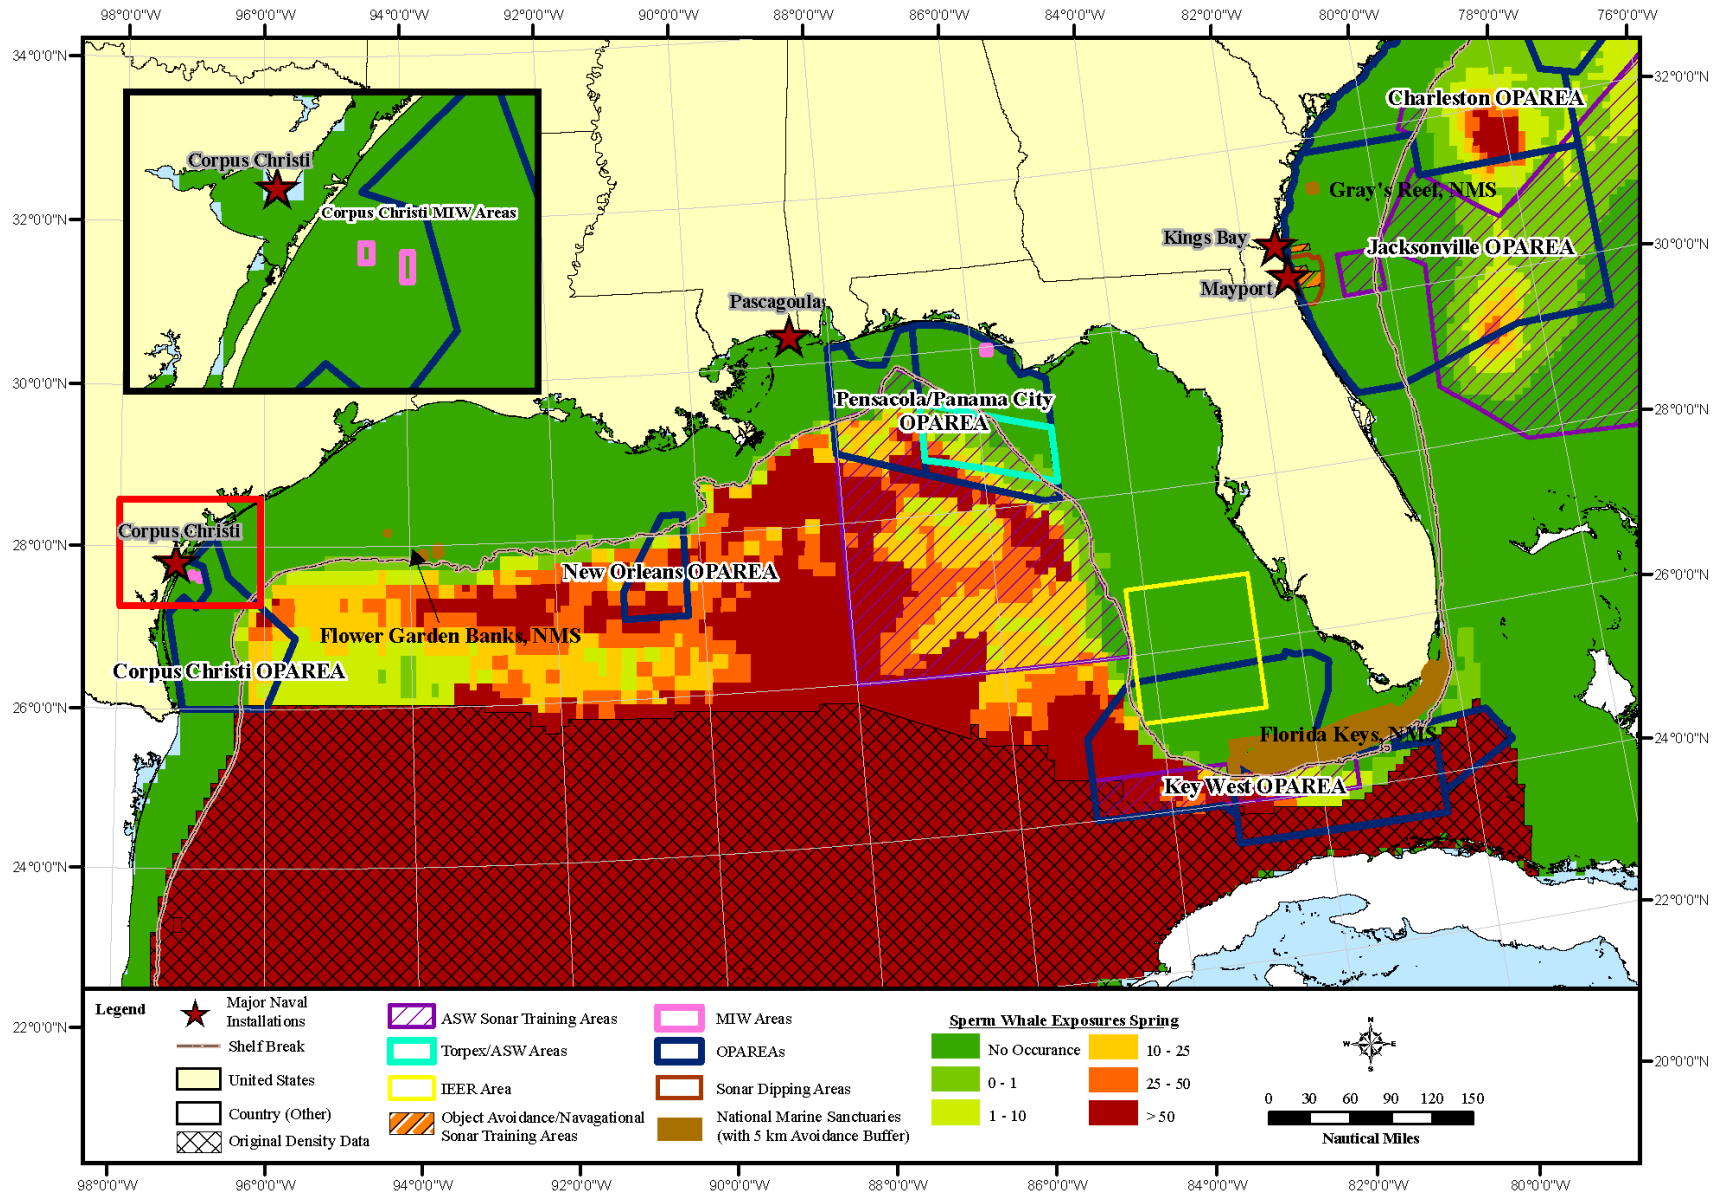 98°0'0"W 96°0'0"W 94°0'0"W 92°0'0"W 90°0'0"W 88°0'0"W 86°0'0"W 84°0'0"W 82°0'0"W 80°0'0"W 78°0'0"W 76°0'0"W
34°0'0"N
32°0'0"N
30°0'0"N
28°0'0"N
26°0'0"N
24°0'0"N
22°0'0"N
32°0'0"N
30°0'0"N
28°0'0"N
26°0'0"N
24°0'0"N
22°0'0"N
20°0'0"N
Corpus Christi
Corpus Christi MIW Areas
Charleston OPAREA
Gray's Reef, NMS
Kings Bay
Jacksonville OPAREA
Mayport
Pascagoula
Pensacola/Panama City
OPAREA
Corpus Christi
New Orleans OPAREA
Flower Garden Banks, NMS
Corpus Christi OPAREA
Florida Keys, NMS
Key West OPAREA
Legend
Major Naval
Installations
Shelf Break
United States
Country (Other)
Original Density Data
ASW Sonar Training Areas
Torpex/ASW Areas
IEER Area
Object Avoidance/Navagational
Sonar Training Areas
MIW Areas
OPAREAs
Sonar Dipping Areas
National Marine Sanctuaries
(with 5 km Avoidance Buffer)
Sperm Whale Exposures Spring
No Occurance
0 - 1
1 - 10
10 - 25
25 - 50
> 50
N
W E
S
0 30 60 90 120 150
Nautical Miles
98°0'0"W 96°0'0"W 94°0'0"W 92°0'0"W 90°0'0"W 88°0'0"W 86°0'0"W 84°0'0"W 82°0'0"W 80°0'0"W